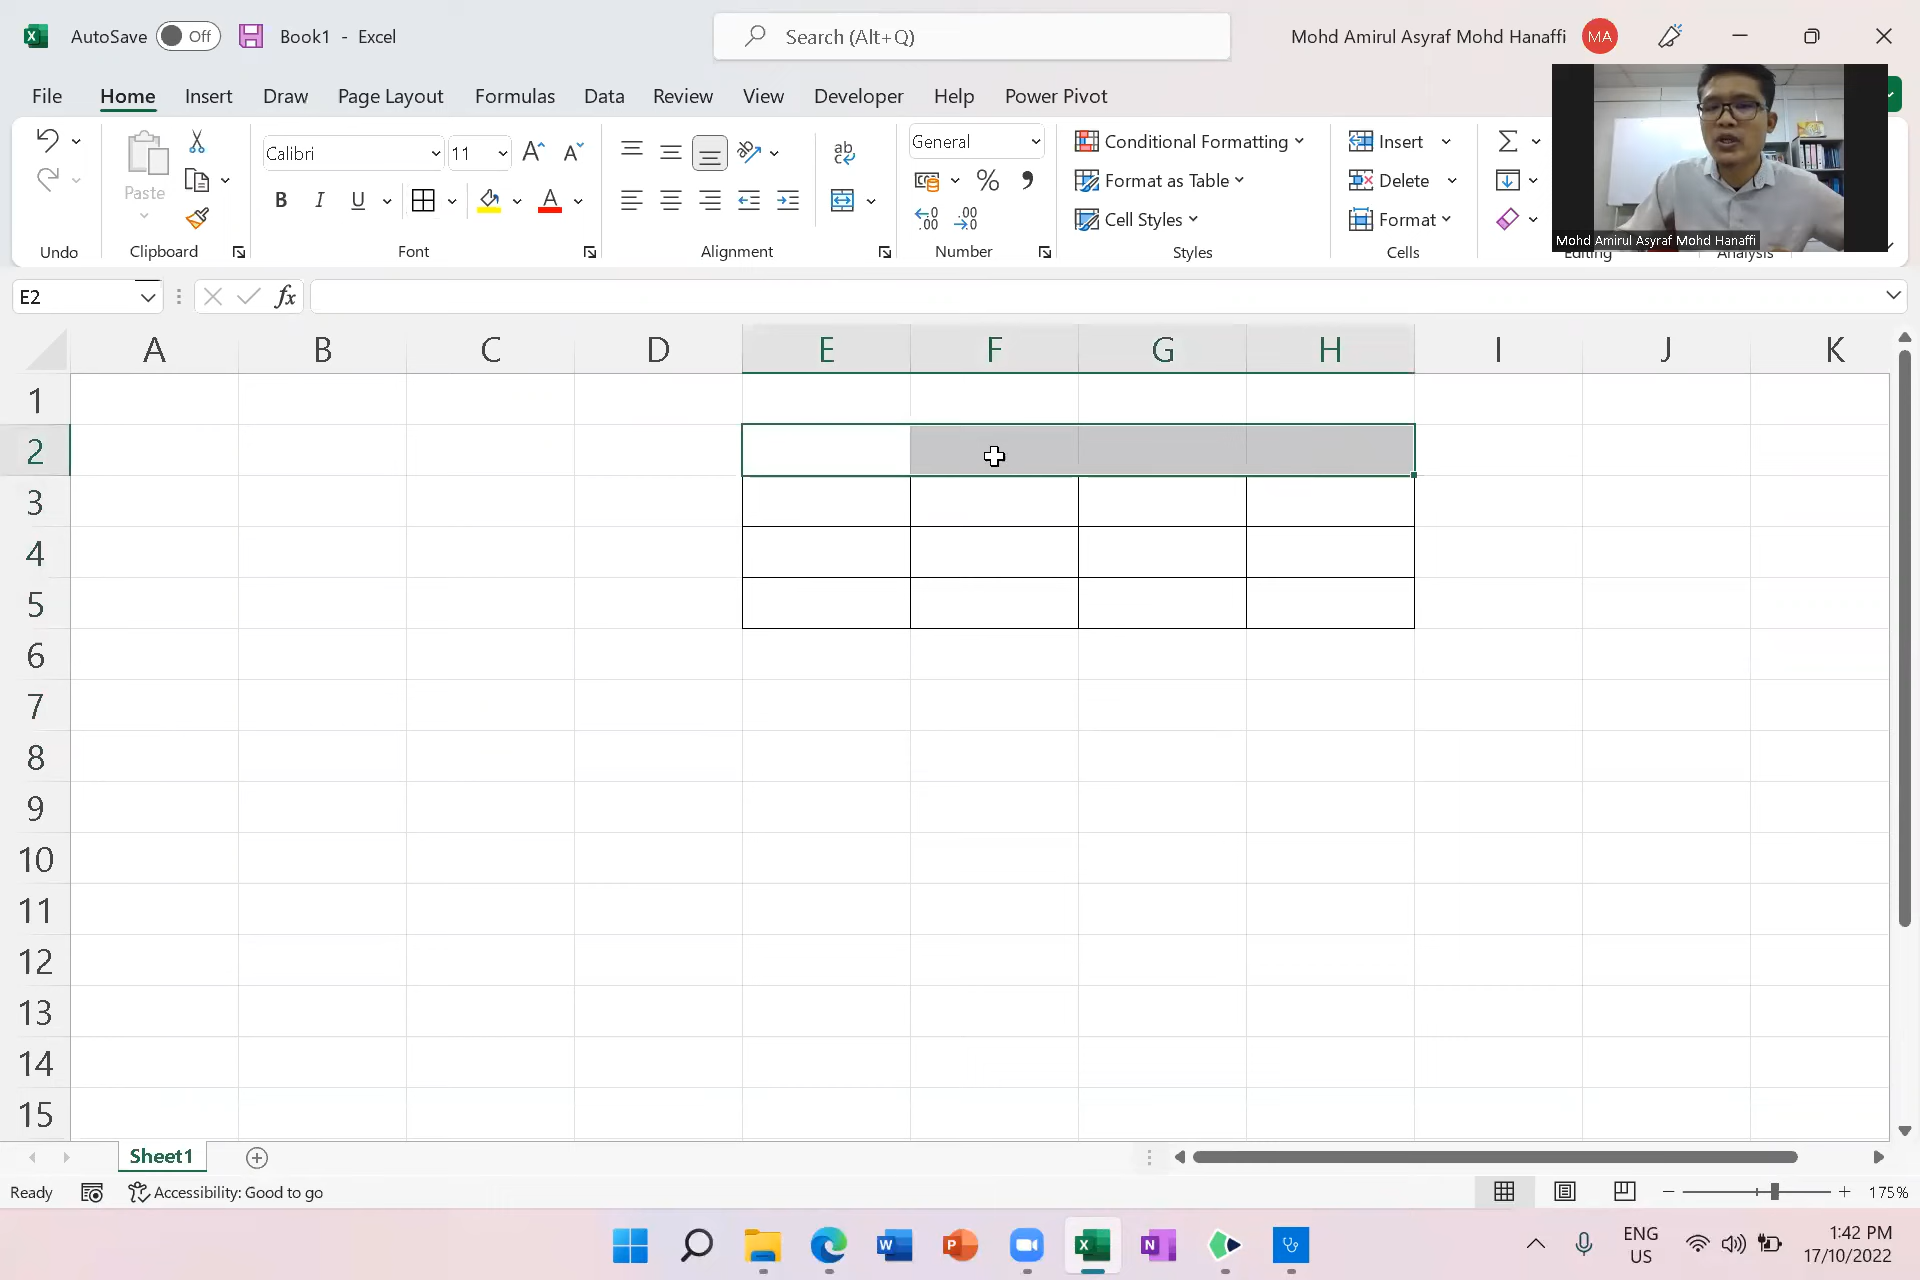 AutoSave Off Book1 - Excel Search (Alt+Q) Mohd Amirul Asyraf Mohd Hanaffi MA
File Home Insert Draw Page Layout Formulas Data Review View Developer Help Power Pivot
Calibri 11 ab General Conditional Formatting Insert
Paste B I U A % Format as Table Delete
Cell Styles Format
Mohd Amirul Asyraf Mohd Hanaffi
Undo Clipboard Font Alignment Number Styles Cells Editing Analysis
E2 fx
A B C D E F G H I J K
1
2
3
4
5
6
7
8
9
10
11
12
13
14
15
Sheet1
Ready Accessibility: Good to go 175%
ENG 1:42 PM
US 17/10/2022